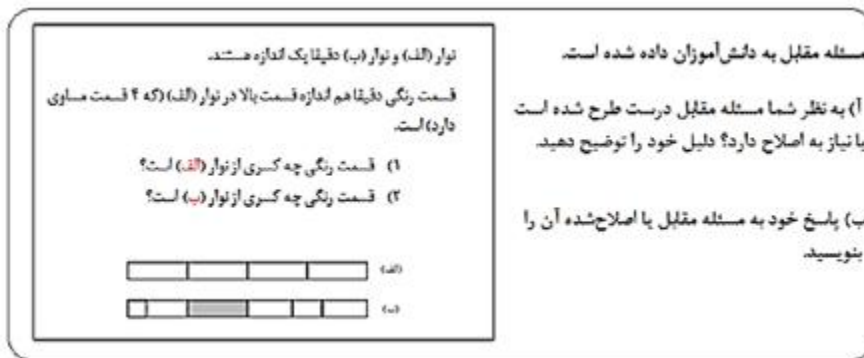 مسئله مقابل به دانش‌آموزان داده شده است.
آ) به نظر شما مسئله مقابل درست طرح شده است
یا نیاز به اصلاح دارد؟ دلیل خود را توضیح دهید.
ب) پاسخ خود به مسئله مقابل یا اصلاح‌شده آن را
بنویسید.
نوار (الف) و نوار (ب) دقیقا یک اندازه هستند.
قسمت رنگی دقیقا هم اندازه قسمت بالا در نوار (الف) (که ۴ قسمت مساوی
دارد) است.
۱) قسمت رنگی چه کسری از نوار (الف) است؟
۲) قسمت رنگی چه کسری از نوار (ب) است؟
(الف)
(ب)